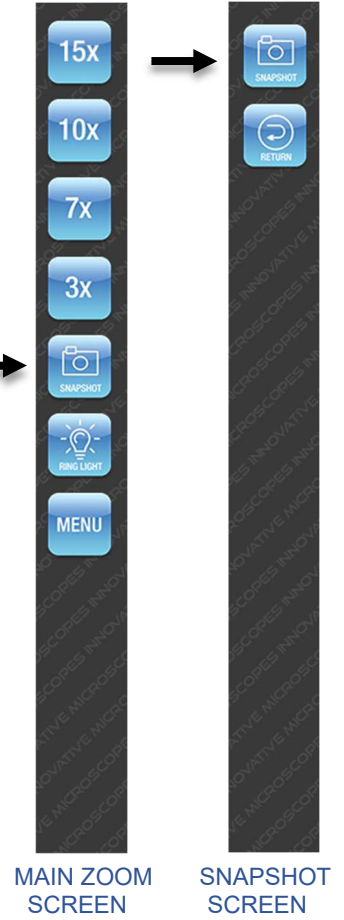 15x
10x
7x
3x
SNAPSHOT
RING LIGHT
MENU
MAIN ZOOM
SCREEN
SNAPSHOT
RETURN
SNAPSHOT
SCREEN